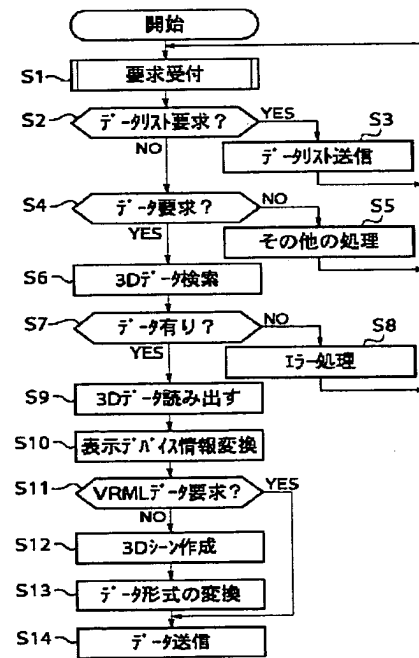 開始
S1
要求受付
S2
データリスト要求？
YES
S3
NO
データリスト送信
S4
データ要求？
NO
S5
YES
その他の処理
S6
3Dデータ検索
S7
データ有り？
NO
S8
YES
エラー処理
S9
3Dデータ読み出す
S10
表示デバイス情報変換
S11
VRMLデータ要求？
YES
NO
S12
3Dシーン作成
S13
データ形式の変換
S14
データ送信